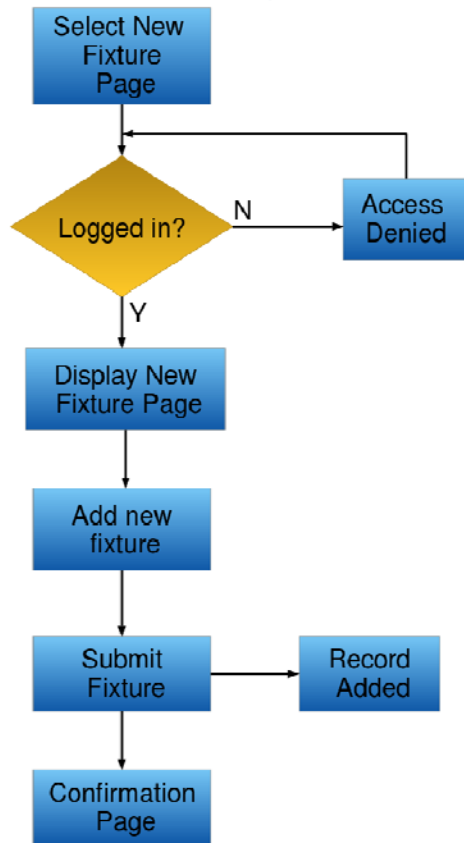 Select New
Fixture
Page
Logged in?
N
Access
Denied
Y
Display New
Fixture Page
Add new
fixture
Submit
Fixture
Record
Added
Confirmation
Page